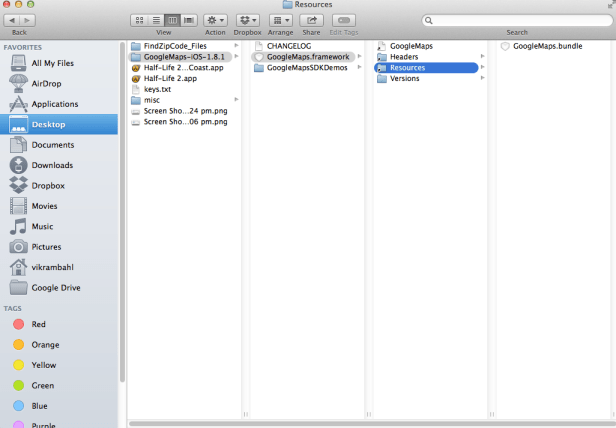 Resources
Back
View
Action
Dropbox
Arrange
Share
Edit Tags
Search
FAVORITES
All My Files
AirDrop
Applications
Desktop
Documents
Downloads
Dropbox
Movies
Music
Pictures
vikrambahl
Google Drive
TAGS
Red
Orange
Yellow
Green
Blue
Purple
FindZipCode_Files
GoogleMaps-iOS-1.8.1
Half-Life 2...Coast.app
Half-Life 2.app
keys.txt
misc
Screen Sho...24 pm.png
Screen Sho...06 pm.png
CHANGELOG
GoogleMaps.framework
GoogleMapsSDKDemos
GoogleMaps
Headers
Resources
Versions
GoogleMaps.bundle